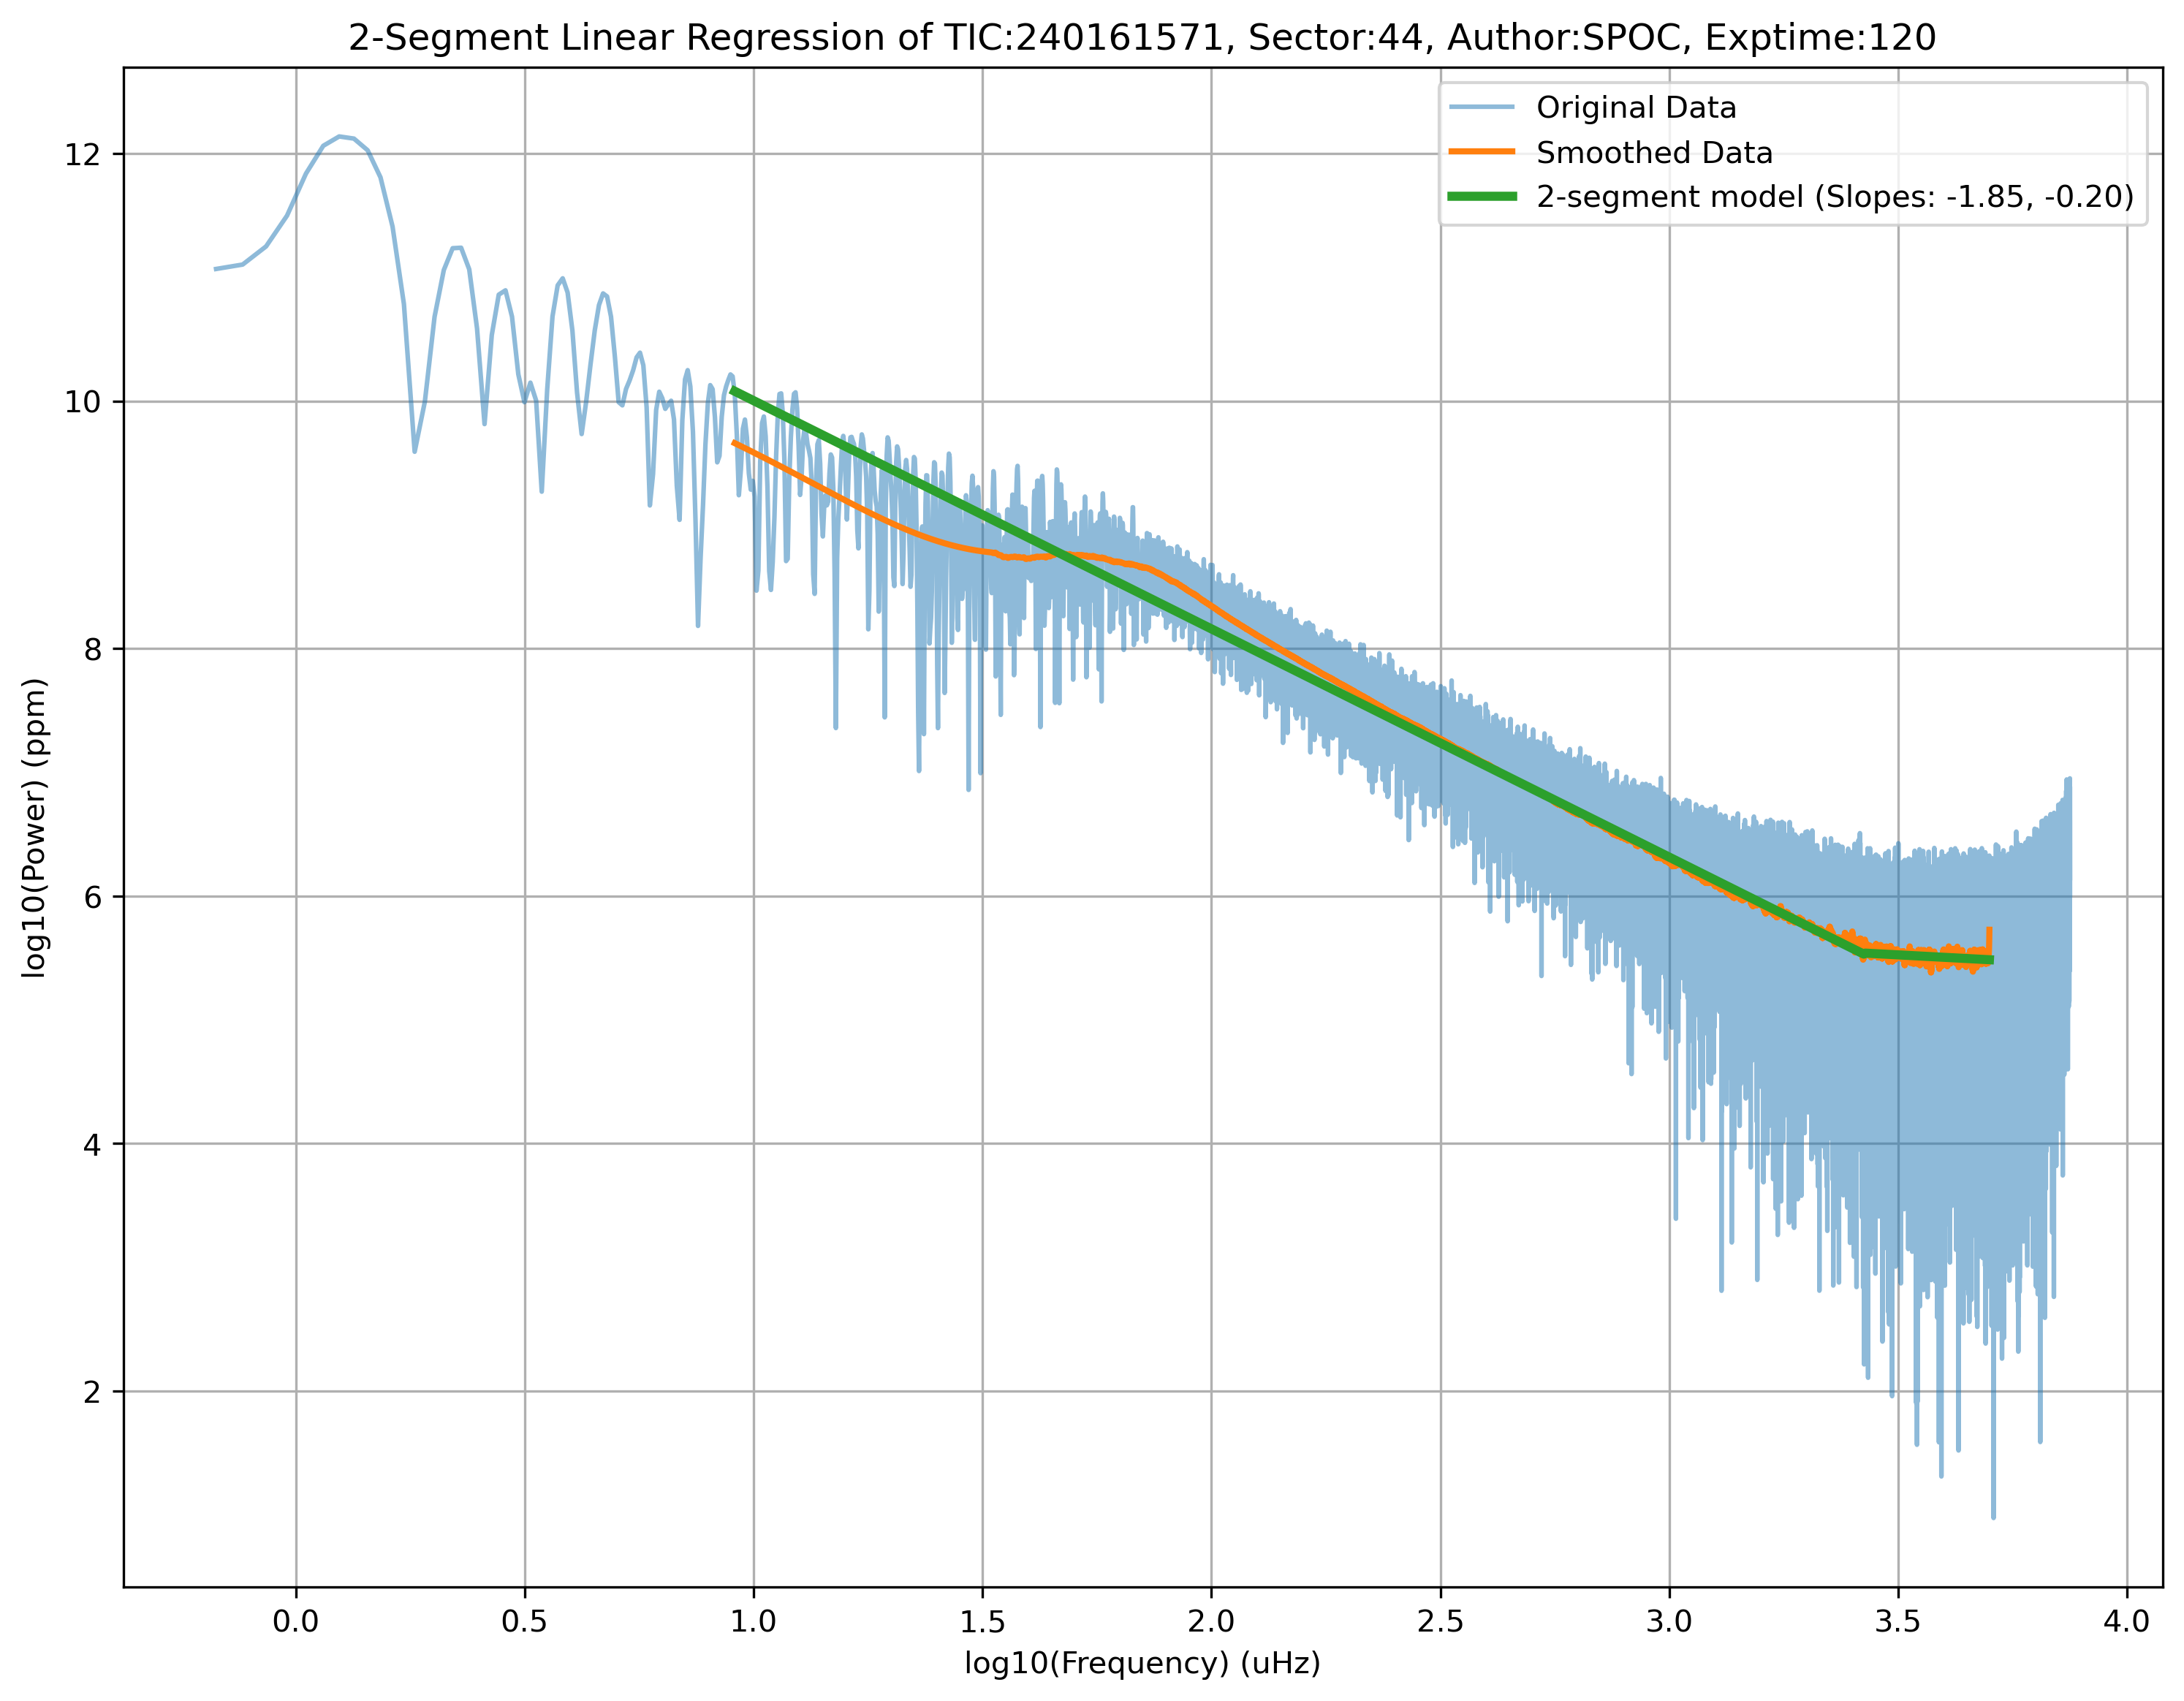 2-Segment Linear Regression of TIC:240161571, Sector:44, Author:SPOC, Exptime:120
Original Data
Smoothed Data
2-segment model (Slopes: -1.85, -0.20)
12
10
8
6
4
2
log10(Power) (ppm)
0.0 0.5 1.0 1.5 2.0 2.5 3.0 3.5 4.0
log10(Frequency) (uHz)